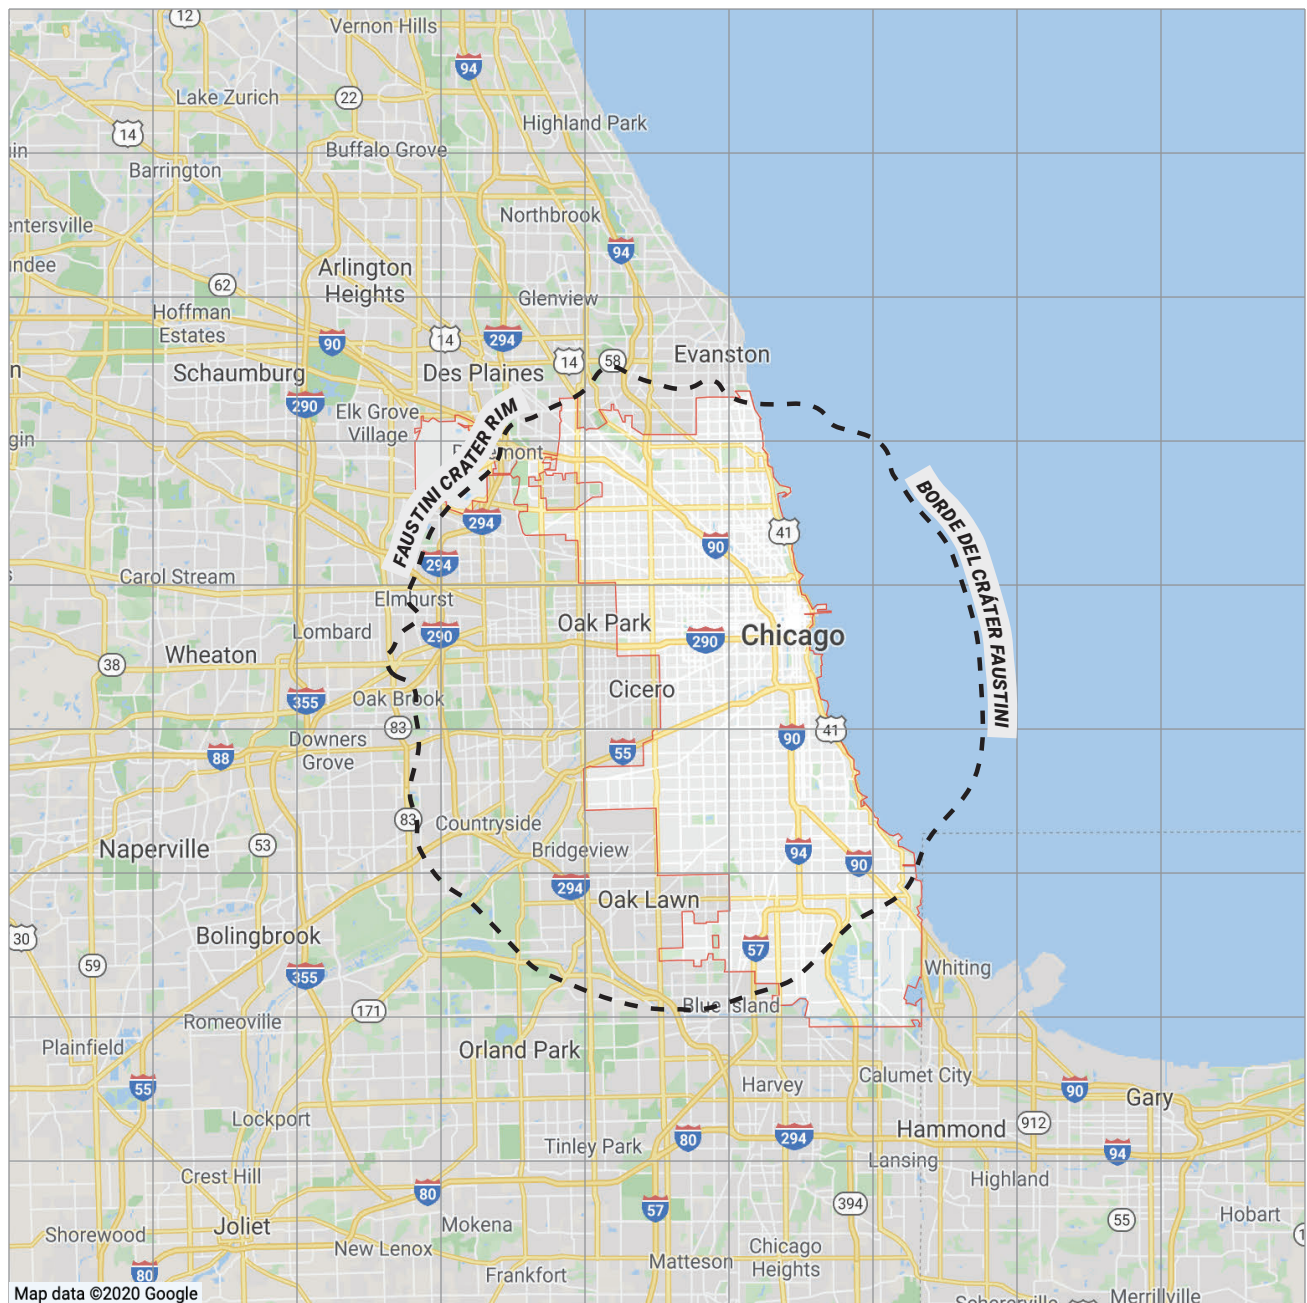 12
Vernon Hills
94
Lake Zurich
22
14
Highland Park
Buffalo Grove
Barrington
Northbrook
94
Arlington
Heights
62
Glenview
Hoffman
Estates
90
14
294
14
58
Evanston
Schaumburg
Des Plaines
290
Elk Grove
Village
FAUSTINI CRATER RIM
BORDE DEL CRÁTER FAUSTINI
294
41
90
294
Carol Stream
Elmhurst
Lombard
290
Oak Park
290
Chicago
Wheaton
38
355
Oak Brook
Cicero
83
Downers
Grove
88
55
90
41
83
Countryside
Naperville
53
Bridgeview
94
90
294
Oak Lawn
30
Bolingbrook
57
59
355
Whiting
171
Blue Island
Romeoville
Plainfield
Orland Park
55
Harvey
Calumet City
90
Gary
Lockport
912
Hammond
Tinley Park
80
294
94
Lansing
Crest Hill
Highland
80
57
394
Shorewood
Joliet
Mokena
55
Hobart
New Lenox
Chicago
Heights
Matteson
80
Frankfort
Merrillville
Map data ©2020 Google